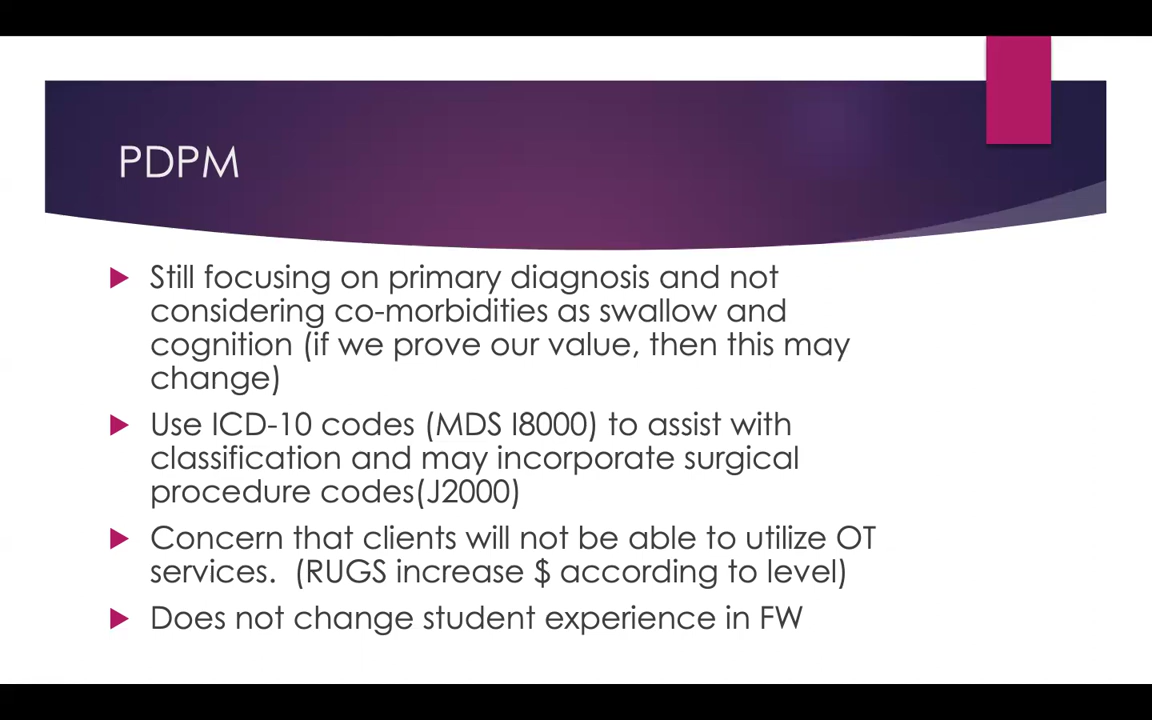 PDPM
Still focusing on primary diagnosis and not
considering co-morbidities as swallow and
cognition (if we prove our value, then this may
change)
Use ICD-10 codes (MDS I8000) to assist with
classification and may incorporate surgical
procedure codes(J2000)
Concern that clients will not be able to utilize OT
services.  (RUGS increase $ according to level)
Does not change student experience in FW